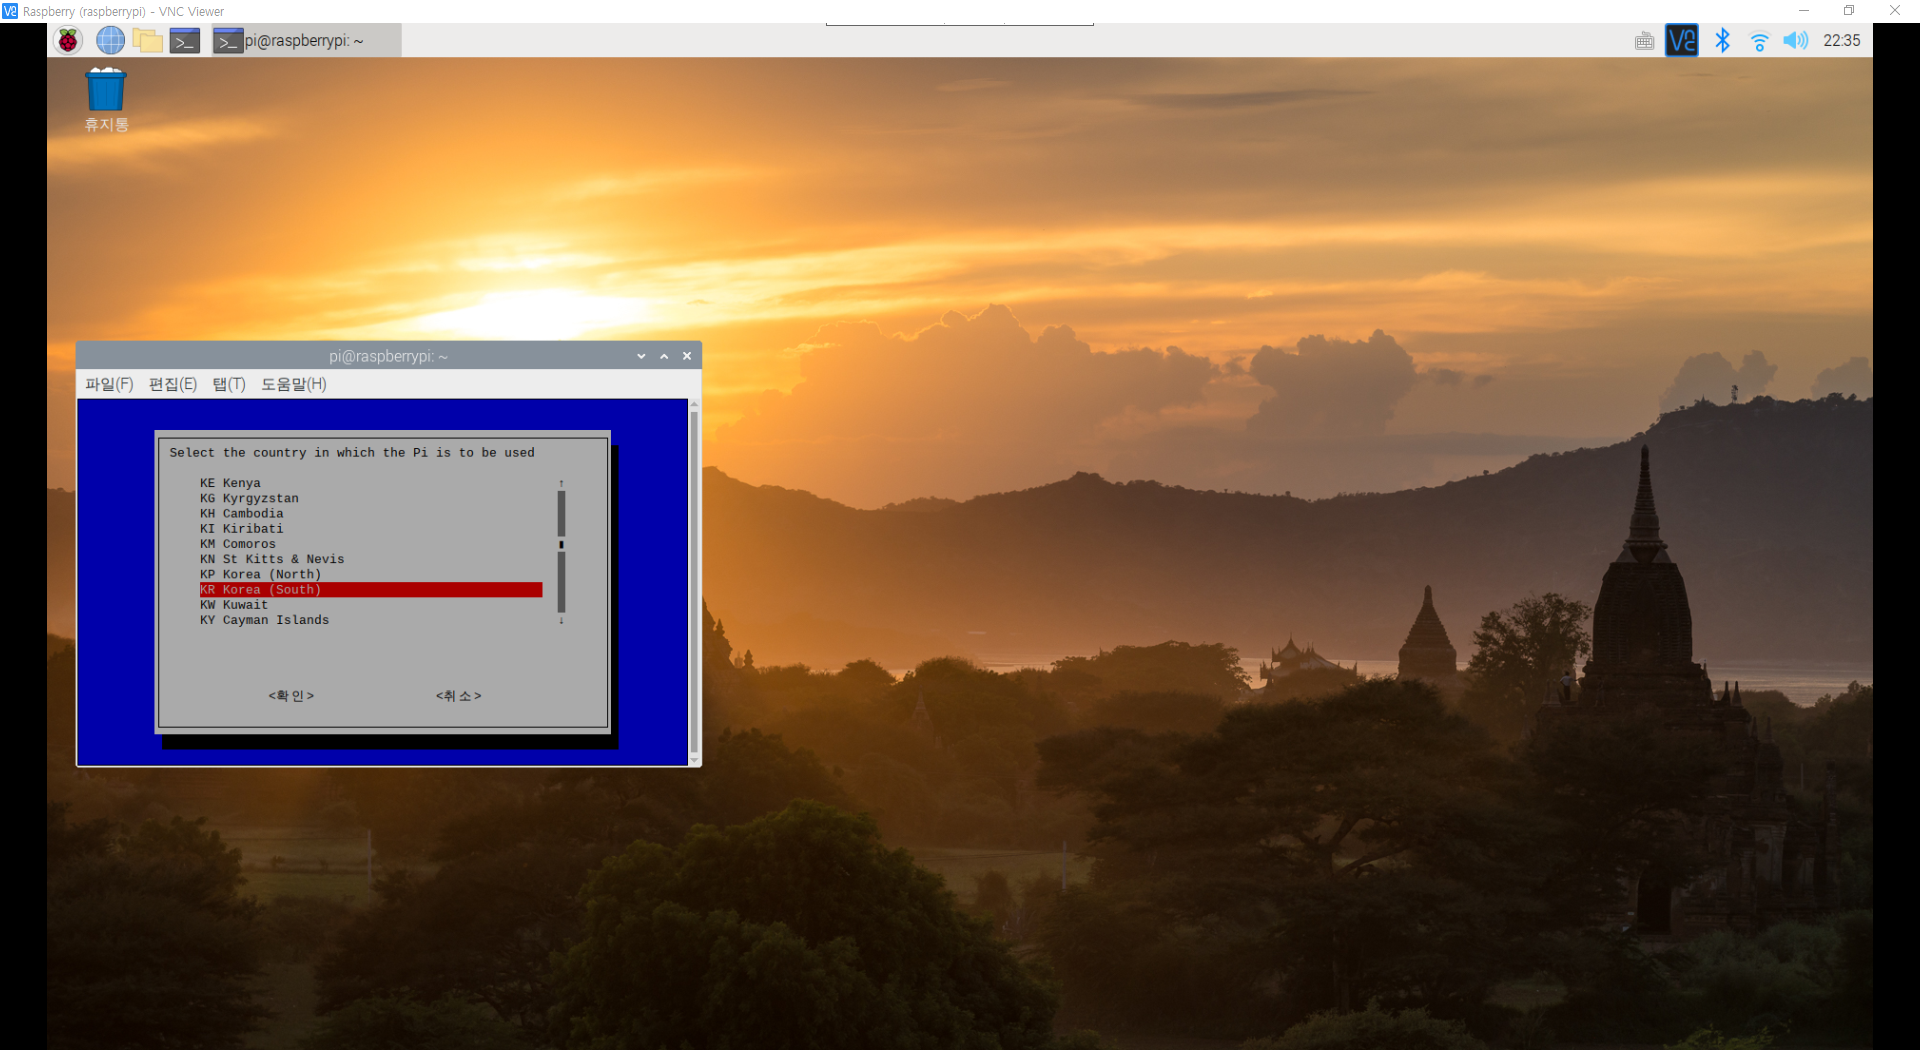 Raspberry (raspberrypi) - VNC Viewer
pi@raspberrypi: ~
22:35
휴지통
pi@raspberrypi: ~
파일(F) 편집(E) 탭(T) 도움말(H)
Select the country in which the Pi is to be used
KE Kenya
KG Kyrgyzstan
KH Cambodia
KI Kiribati
KM Comoros
KN St Kitts & Nevis
KP Korea (North)
KR Korea (South)
KW Kuwait
KY Cayman Islands
<확인> <취소>